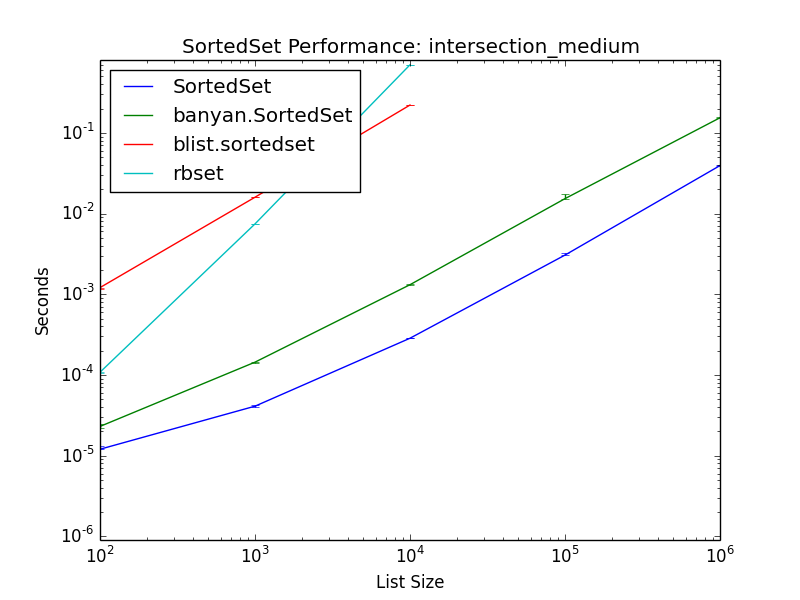 SortedSet Performance: intersection_medium
SortedSet
banyan.SortedSet
blist.sortedset
rbset
Seconds
10⁻¹
10⁻²
10⁻³
10⁻⁴
10⁻⁵
10⁻⁶
10² 10³ 10⁴ 10⁵ 10⁶
List Size